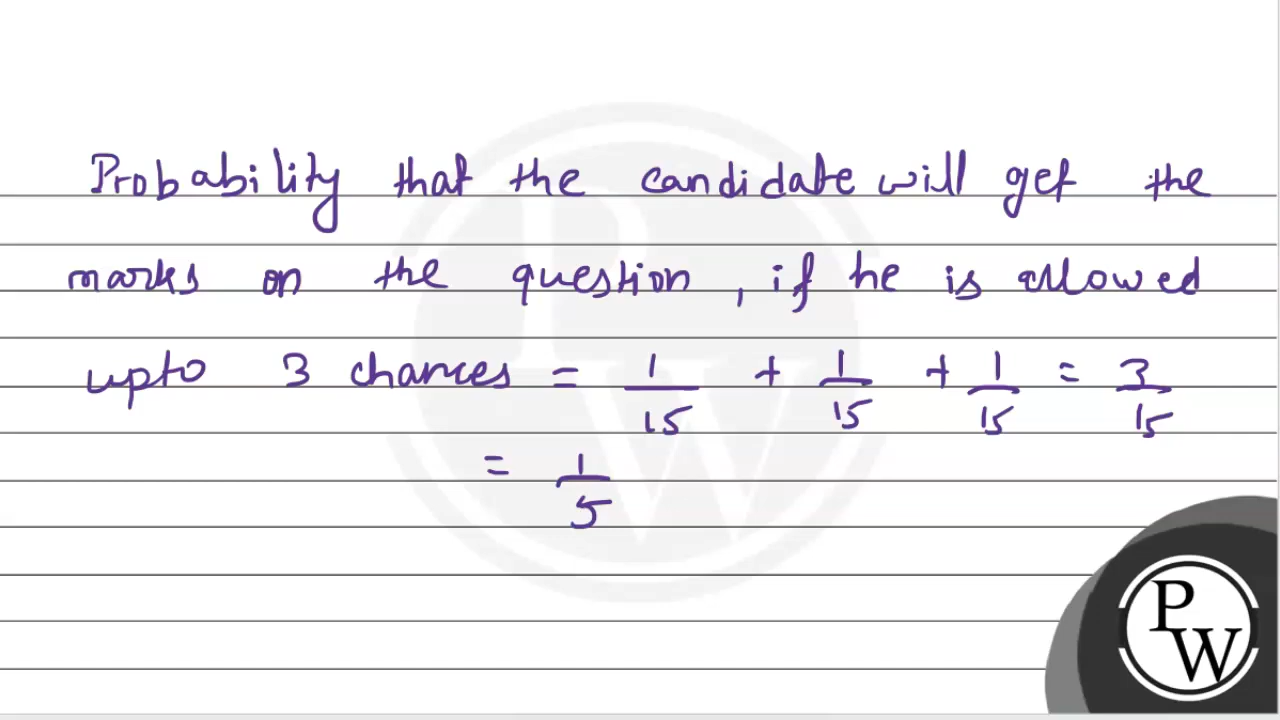 Probability that the candidate will get the
marks on the question, if he is allowed
upto 3 chances = 1/15 + 1/15 + 1/15 = 3/15
= 1/5
P
W